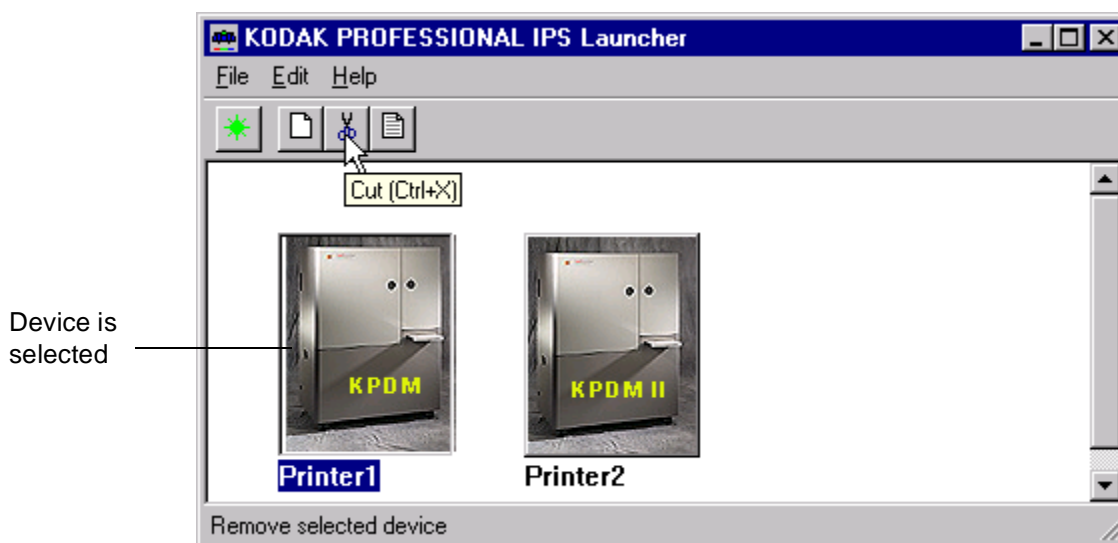 KODAK PROFESSIONAL IPS Launcher
File Edit Help
Cut (Ctrl+X)
Device is
selected
KPDM
KPDM II
Printer1 Printer2
Remove selected device